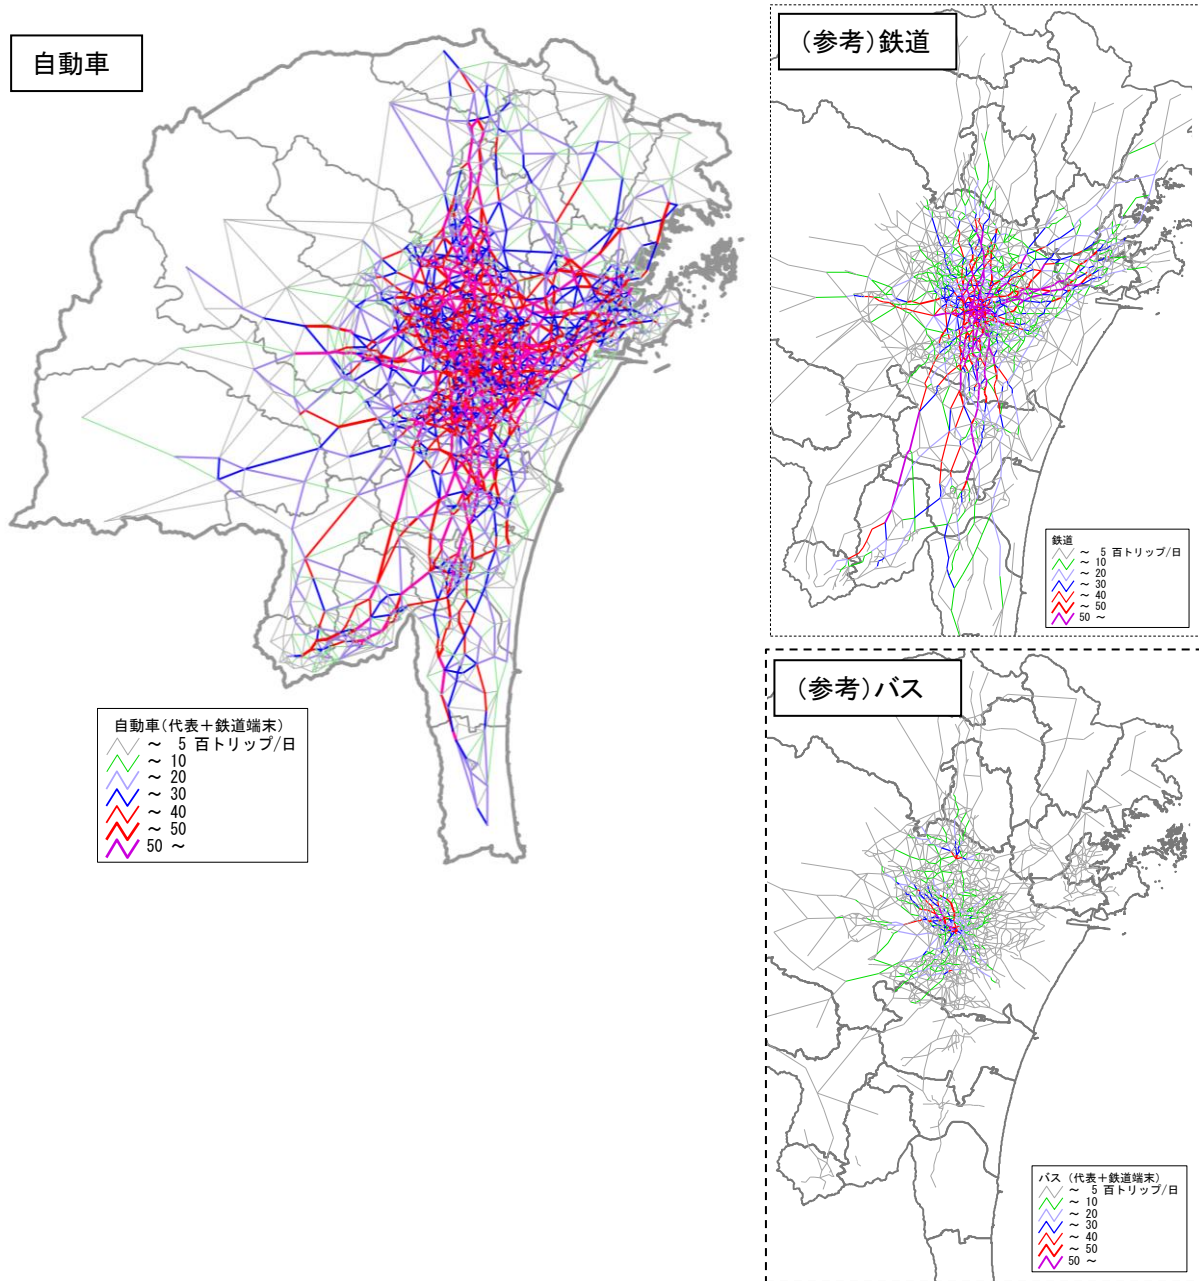 自動車
自動車(代表＋鉄道端末)
～ 5 百トリップ/日
～ 10
～ 20
～ 30
～ 40
～ 50
50 ～
(参考)鉄道
鉄道
～ 5 百トリップ/日
～ 10
～ 20
～ 30
～ 40
～ 50
50 ～
(参考)バス
バス (代表＋鉄道端末)
～ 5 百トリップ/日
～ 10
～ 20
～ 30
～ 40
～ 50
50 ～